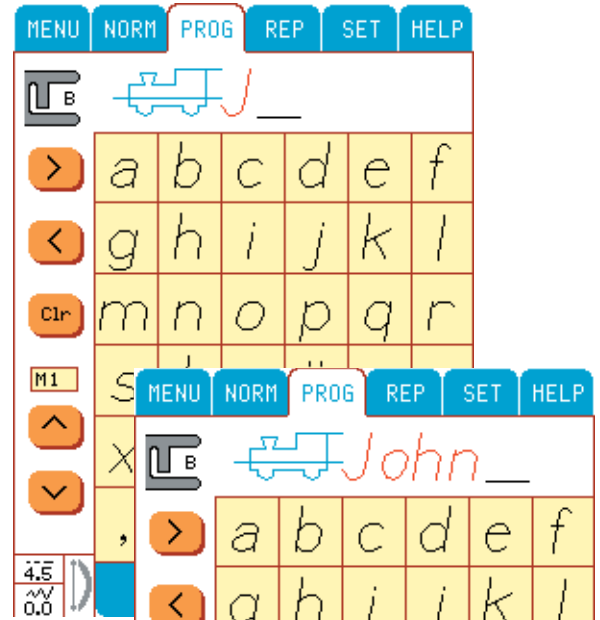 MENU NORM PROG REP SET HELP
B J_
> a b c d e f
< g h i j k l
Clr m n o p q r
M1 s
x
,
4.5
0.0
MENU NORM PROG REP SET HELP
B John_
> a b c d e f
< g h i j k l